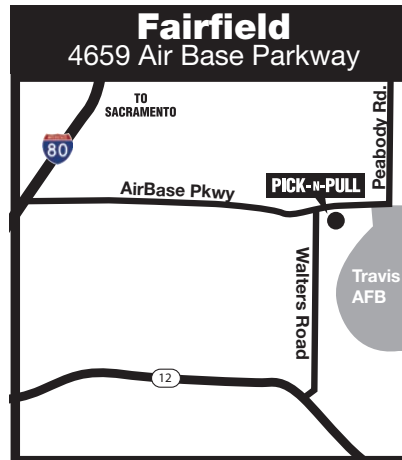 Fairfield
4659 Air Base Parkway
TO
SACRAMENTO
80
Peabody Rd.
AirBase Pkwy
PICK-N-PULL
Walters Road
Travis
AFB
12